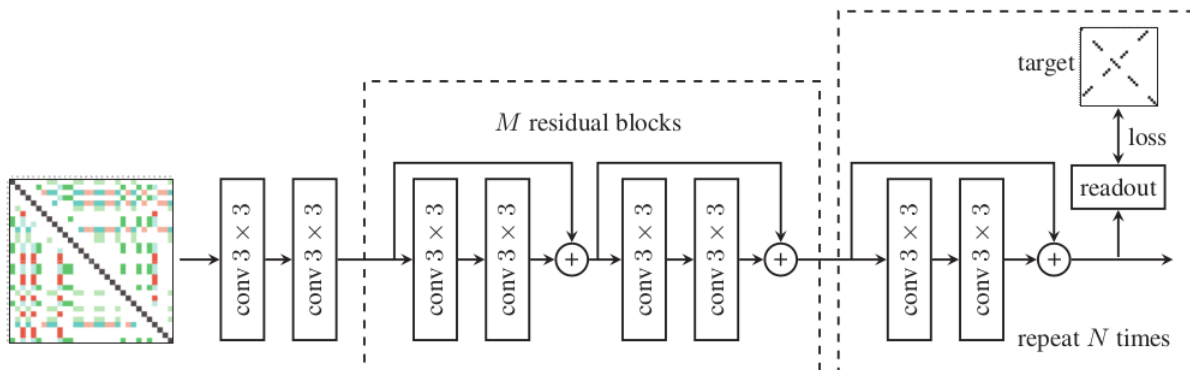 target
M residual blocks
loss
readout
conv 3 × 3
conv 3 × 3
conv 3 × 3
conv 3 × 3
+
conv 3 × 3
conv 3 × 3
+
conv 3 × 3
conv 3 × 3
+
repeat N times